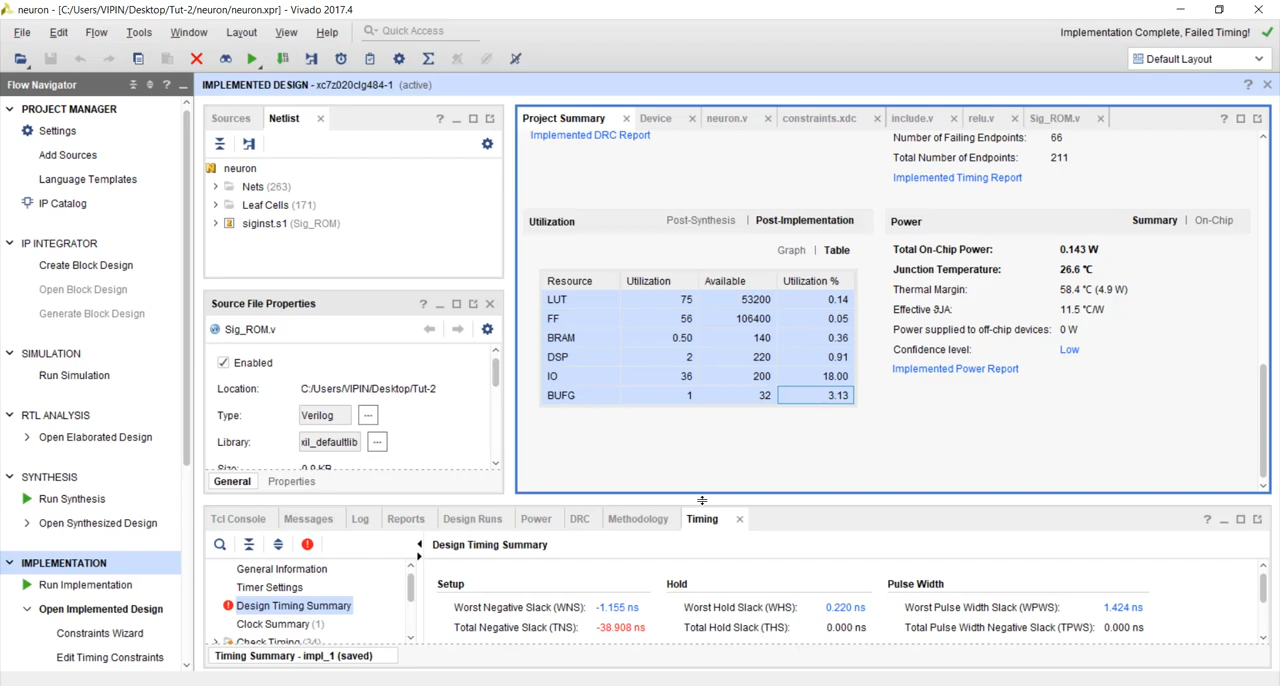 neuron - [C:/Users/VIPIN/Desktop/Tut-2/neuron/neuron.xpr] - Vivado 2017.4
File Edit Flow Tools Window Layout View Help Quick Access
Implementation Complete, Failed Timing!
Default Layout
Flow Navigator
IMPLEMENTED DESIGN - xc7z020clg484-1 (active)
PROJECT MANAGER
Settings
Add Sources
Language Templates
IP Catalog
IP INTEGRATOR
Create Block Design
Open Block Design
Generate Block Design
SIMULATION
Run Simulation
RTL ANALYSIS
Open Elaborated Design
SYNTHESIS
Run Synthesis
Open Synthesized Design
IMPLEMENTATION
Run Implementation
Open Implemented Design
Constraints Wizard
Edit Timing Constraints
Sources Netlist
neuron
Nets (263)
Leaf Cells (171)
siginst.s1 (Sig_ROM)
Source File Properties
Sig_ROM.v
Enabled
Location: C:/Users/VIPIN/Desktop/Tut-2
Type: Verilog
Library: xil_defaultlib
Size: 0.9 KB
General Properties
Project Summary Device neuron.v constraints.xdc include.v relu.v Sig_ROM.v
Implemented DRC Report
Number of Failing Endpoints: 66
Total Number of Endpoints: 211
Implemented Timing Report
Utilization Post-Synthesis | Post-Implementation
Graph | Table
Resource Utilization Available Utilization %
LUT 75 53200 0.14
FF 56 106400 0.05
BRAM 0.50 140 0.36
DSP 2 220 0.91
IO 36 200 18.00
BUFG 1 32 3.13
Power Summary | On-Chip
Total On-Chip Power: 0.143 W
Junction Temperature: 26.6 ℃
Thermal Margin: 58.4 ℃ (4.9 W)
Effective ϑJA: 11.5 ℃/W
Power supplied to off-chip devices: 0 W
Confidence level: Low
Implemented Power Report
Tcl Console Messages Log Reports Design Runs Power DRC Methodology Timing
General Information
Timer Settings
Design Timing Summary
Clock Summary (1)
Check Timing (34)
Timing Summary - impl_1 (saved)
Design Timing Summary
Setup Hold Pulse Width
Worst Negative Slack (WNS): -1.155 ns Worst Hold Slack (WHS): 0.220 ns Worst Pulse Width Slack (WPWS): 1.424 ns
Total Negative Slack (TNS): -38.908 ns Total Hold Slack (THS): 0.000 ns Total Pulse Width Negative Slack (TPWS): 0.000 ns